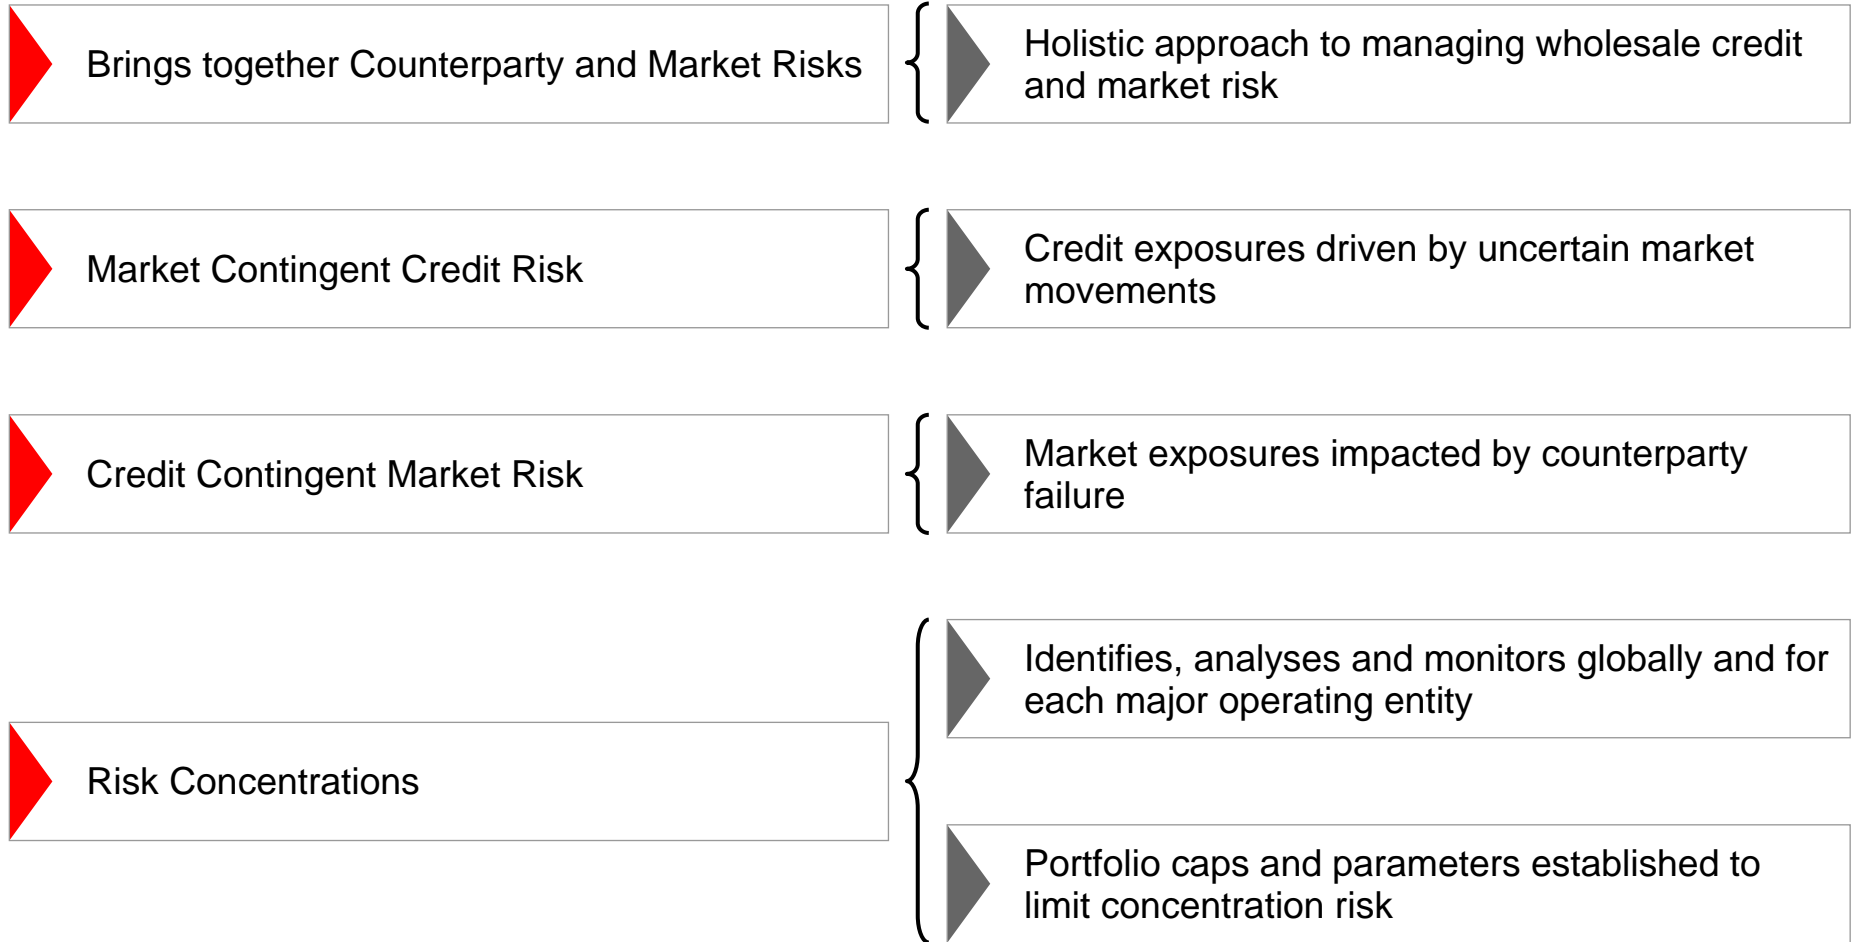 Brings together Counterparty and Market Risks
Holistic approach to managing wholesale credit
and market risk
Market Contingent Credit Risk
Credit exposures driven by uncertain market
movements
Credit Contingent Market Risk
Market exposures impacted by counterparty
failure
Risk Concentrations
Identifies, analyses and monitors globally and for
each major operating entity
Portfolio caps and parameters established to
limit concentration risk